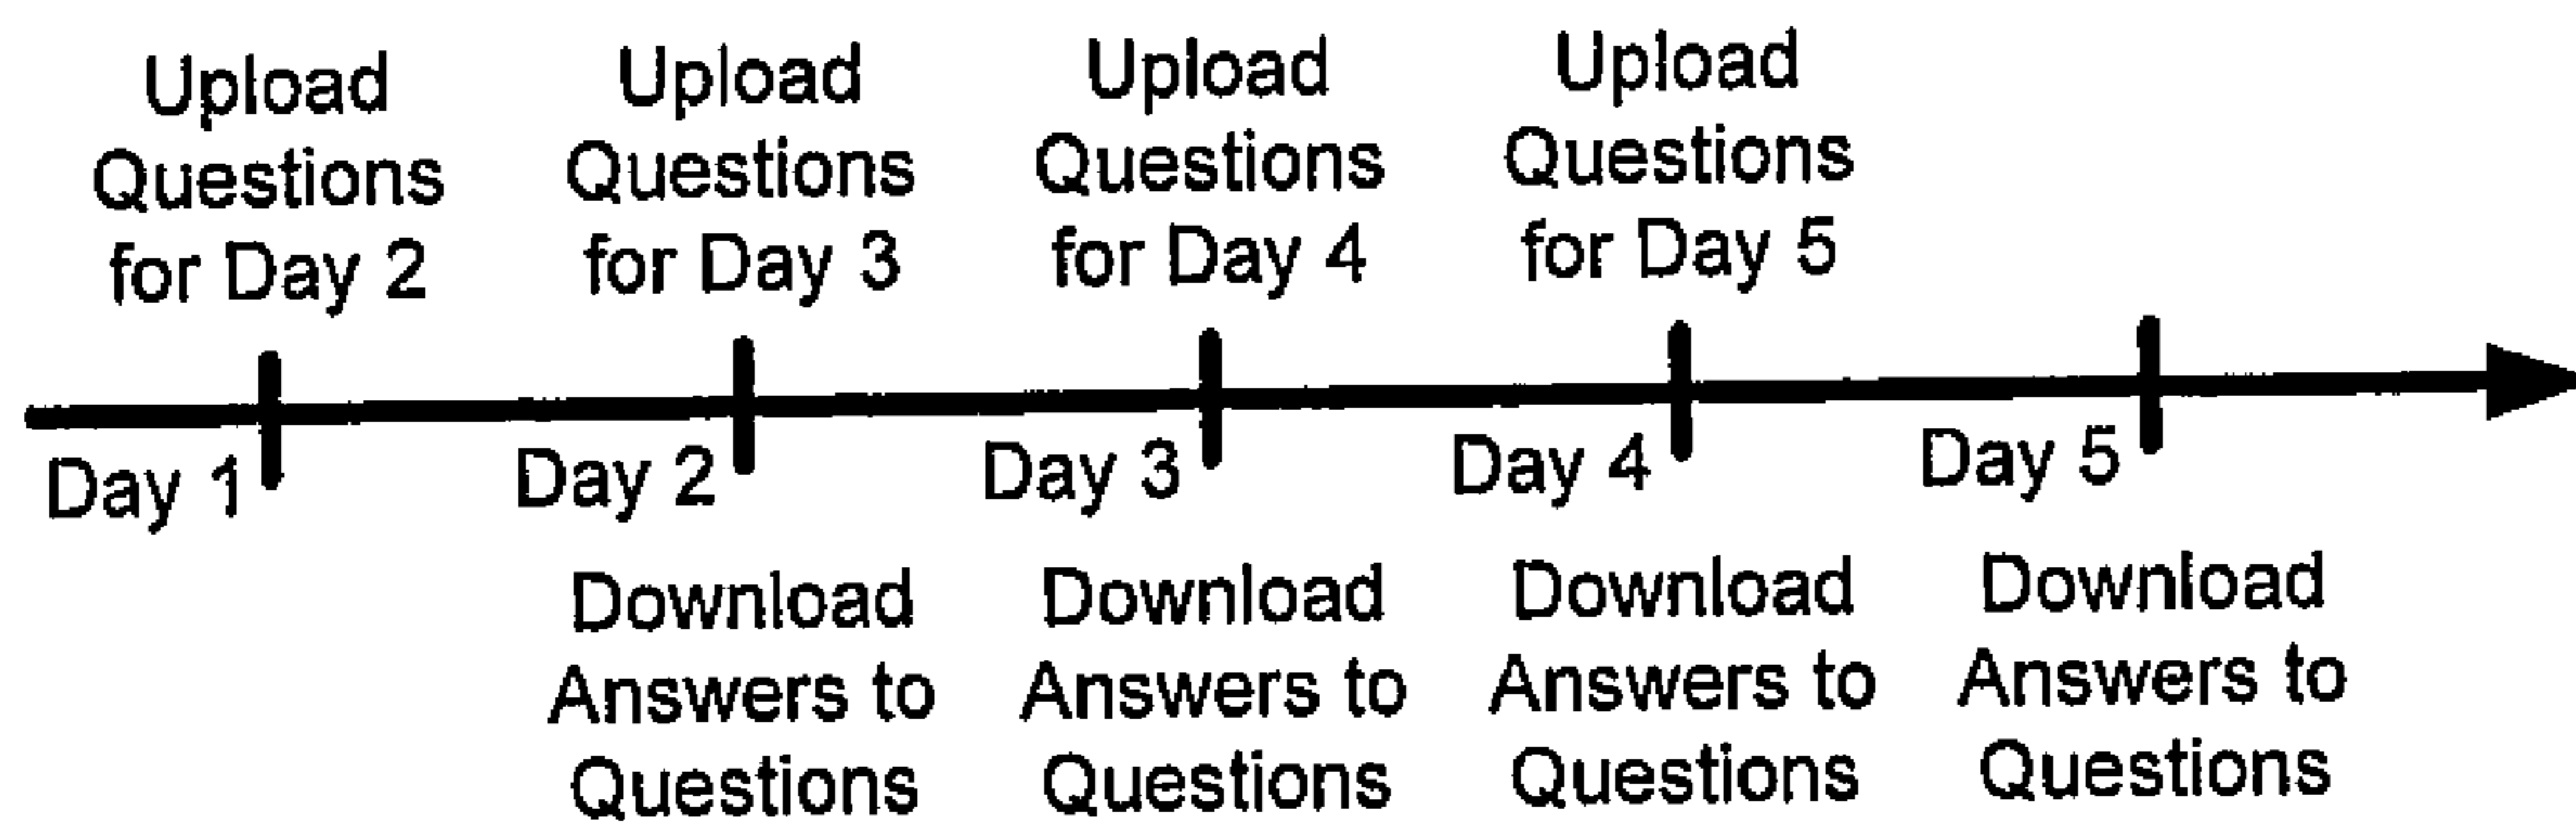 Upload
Questions
for Day 2
Upload
Questions
for Day 3
Upload
Questions
for Day 4
Upload
Questions
for Day 5
Day 1
Day 2
Day 3
Day 4
Day 5
Download
Answers to
Questions
Download
Answers to
Questions
Download
Answers to
Questions
Download
Answers to
Questions